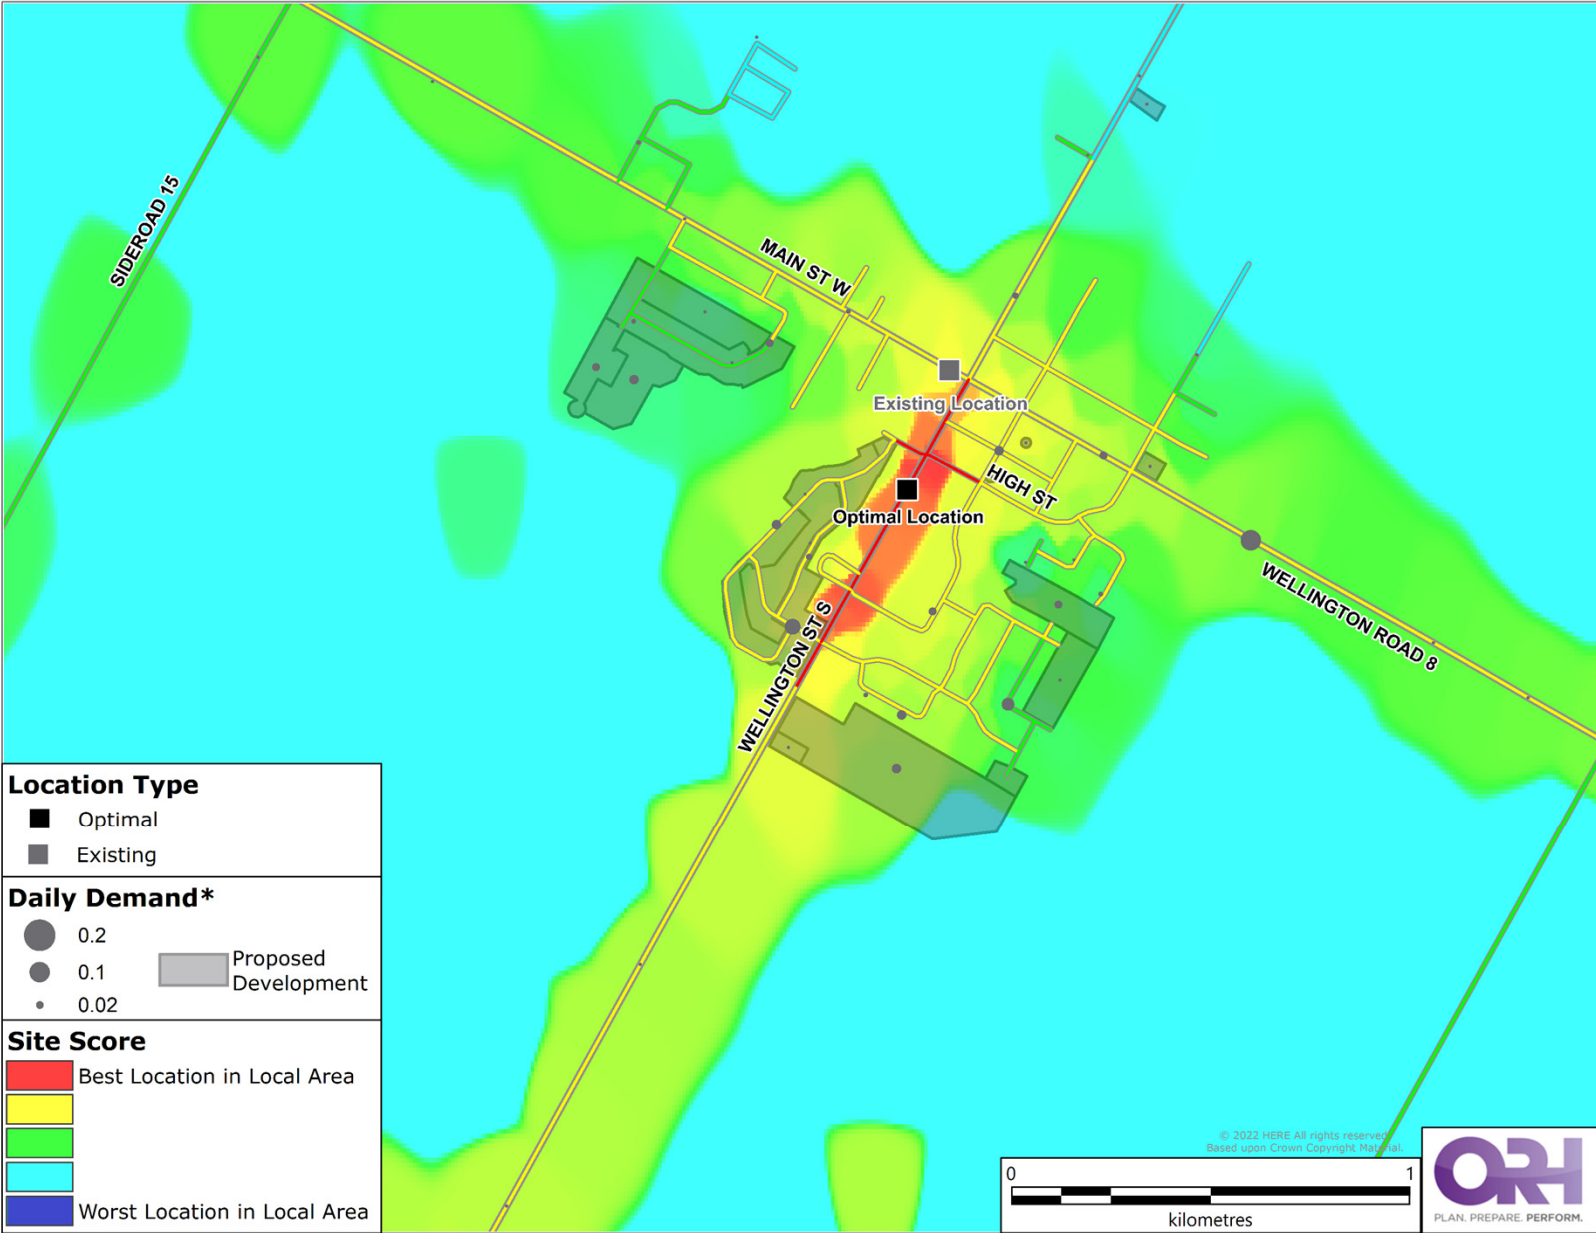 SIDEROAD 15
MAIN ST W
Existing Location
HIGH ST
Optimal Location
WELLINGTON ROAD 8
WELLINGTON ST S
Location Type
Optimal
Existing
Daily Demand*
0.2
0.1
0.02
Proposed
Development
Site Score
Best Location in Local Area
Worst Location in Local Area
© 2022 HERE All rights reserved.
Based upon Crown Copyright Material.
0 1
kilometres
ORH
PLAN. PREPARE. PERFORM.